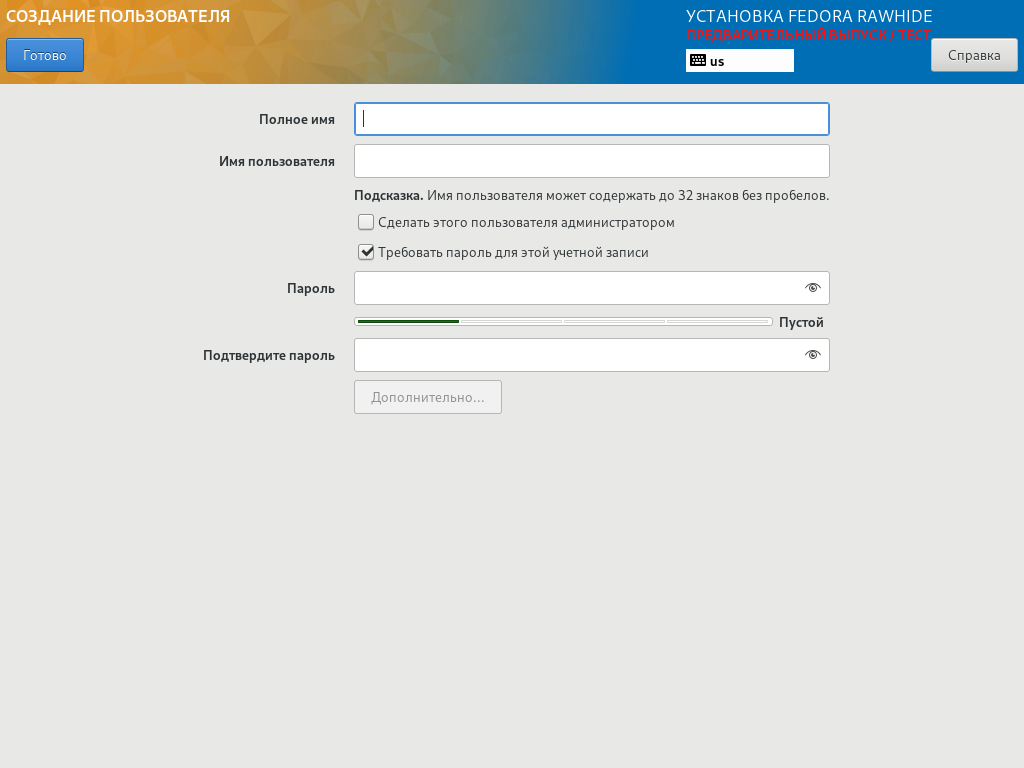 СОЗДАНИЕ ПОЛЬЗОВАТЕЛЯ
УСТАНОВКА FEDORA RAWHIDE
ПРЕДВАРИТЕЛЬНЫЙ ВЫПУСК / ТЕСТ
Готово
us
Справка
Полное имя
Имя пользователя
Подсказка. Имя пользователя может содержать до 32 знаков без пробелов.
Сделать этого пользователя администратором
Требовать пароль для этой учетной записи
Пароль
Пустой
Подтвердите пароль
Дополнительно...